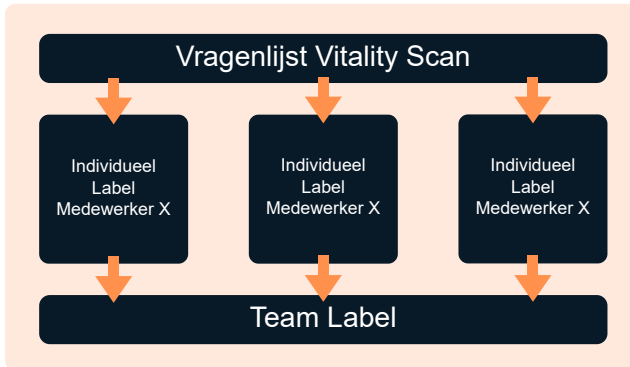 Vragenlijst Vitality Scan
Individueel
Label
Medewerker X
Individueel
Label
Medewerker X
Individueel
Label
Medewerker X
Team Label